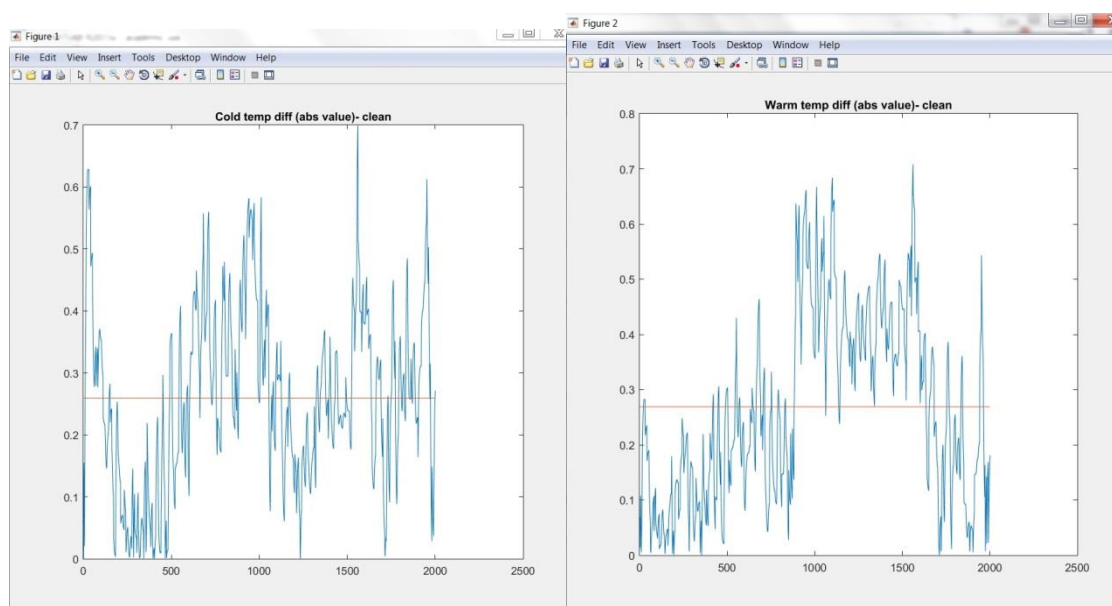 Figure 1
File Edit View Insert Tools Desktop Window Help
Cold temp diff (abs value)- clean
0.7
0.6
0.5
0.4
0.3
0.2
0.1
0
0 500 1000 1500 2000 2500
Figure 2
File Edit View Insert Tools Desktop Window Help
Warm temp diff (abs value)- clean
0.8
0.7
0.6
0.5
0.4
0.3
0.2
0.1
0
0 500 1000 1500 2000 2500